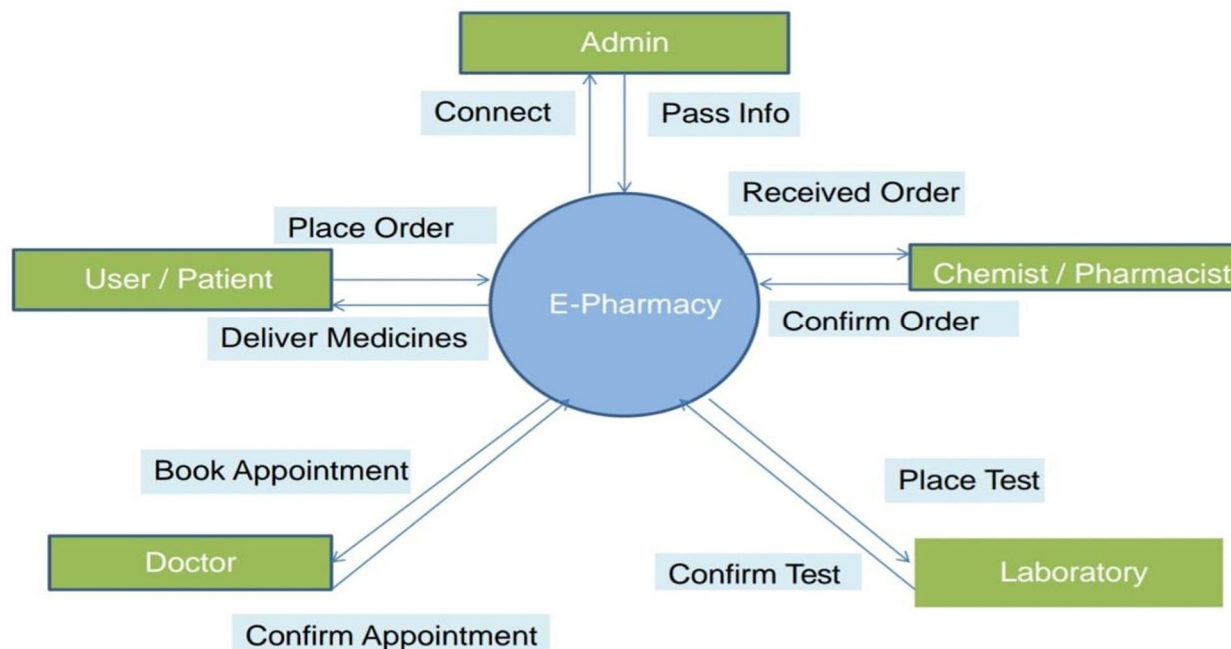 Admin
Connect
Pass Info
Received Order
Place Order
User / Patient
E-Pharmacy
Chemist / Pharmacist
Deliver Medicines
Confirm Order
Book Appointment
Place Test
Doctor
Confirm Test
Laboratory
Confirm Appointment